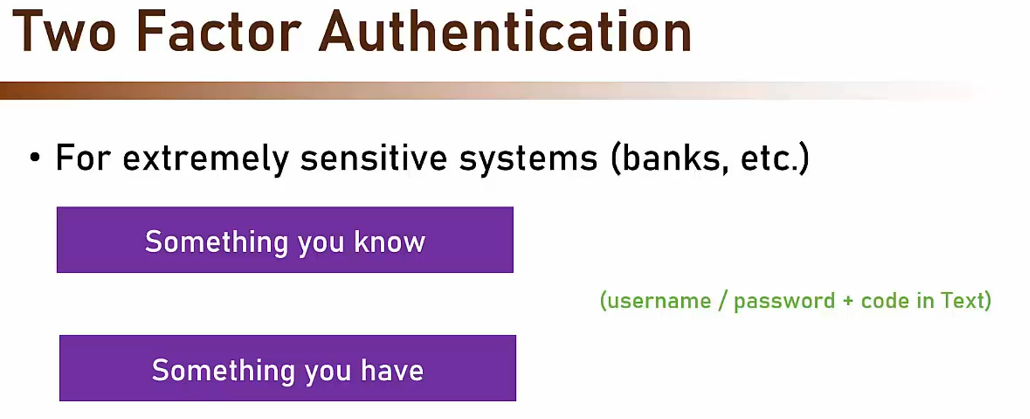 Two Factor Authentication
• For extremely sensitive systems (banks, etc.)
Something you know
(username / password + code in Text)
Something you have